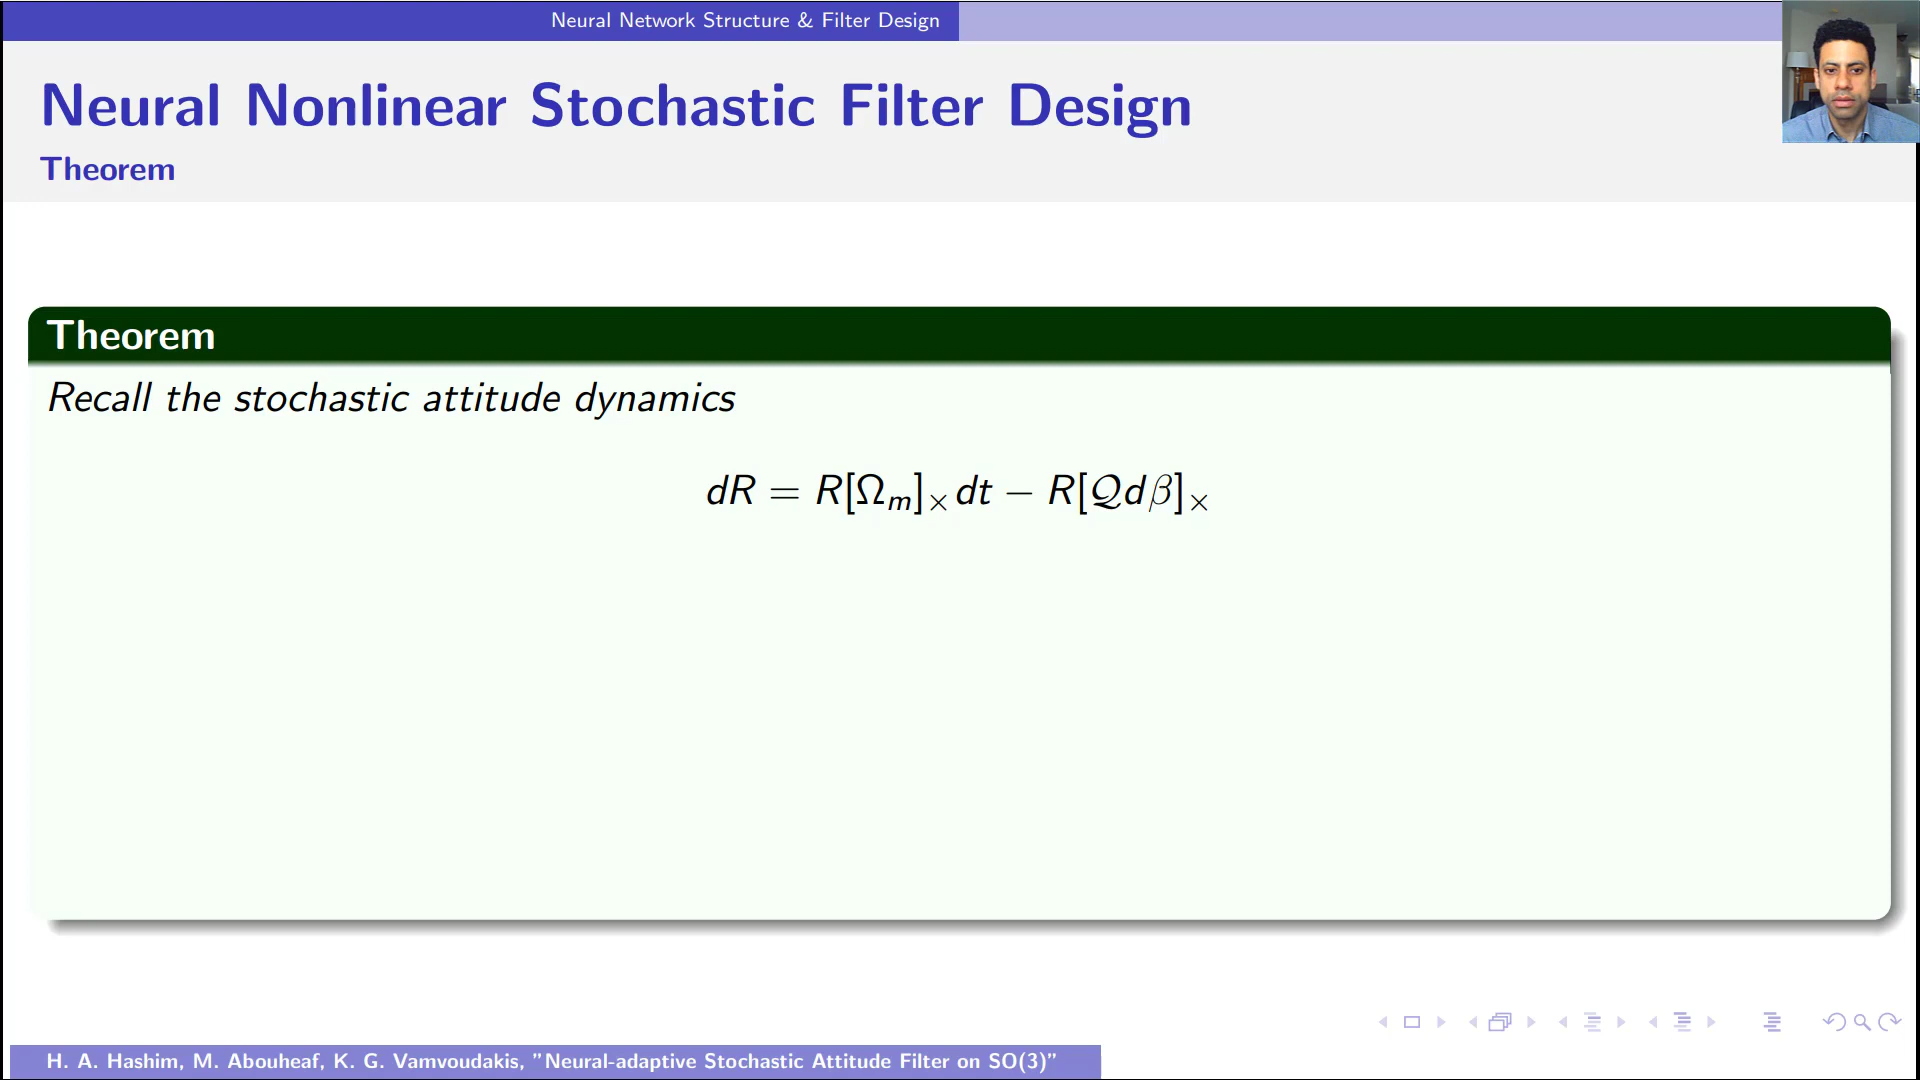 Neural Network Structure & Filter Design
Neural Nonlinear Stochastic Filter Design
Theorem
Theorem
Recall the stochastic attitude dynamics
dR = R[Ωₘ]×dt − R[𝒬dβ]×
H. A. Hashim, M. Abouheaf, K. G. Vamvoudakis, "Neural-adaptive Stochastic Attitude Filter on SO(3)"